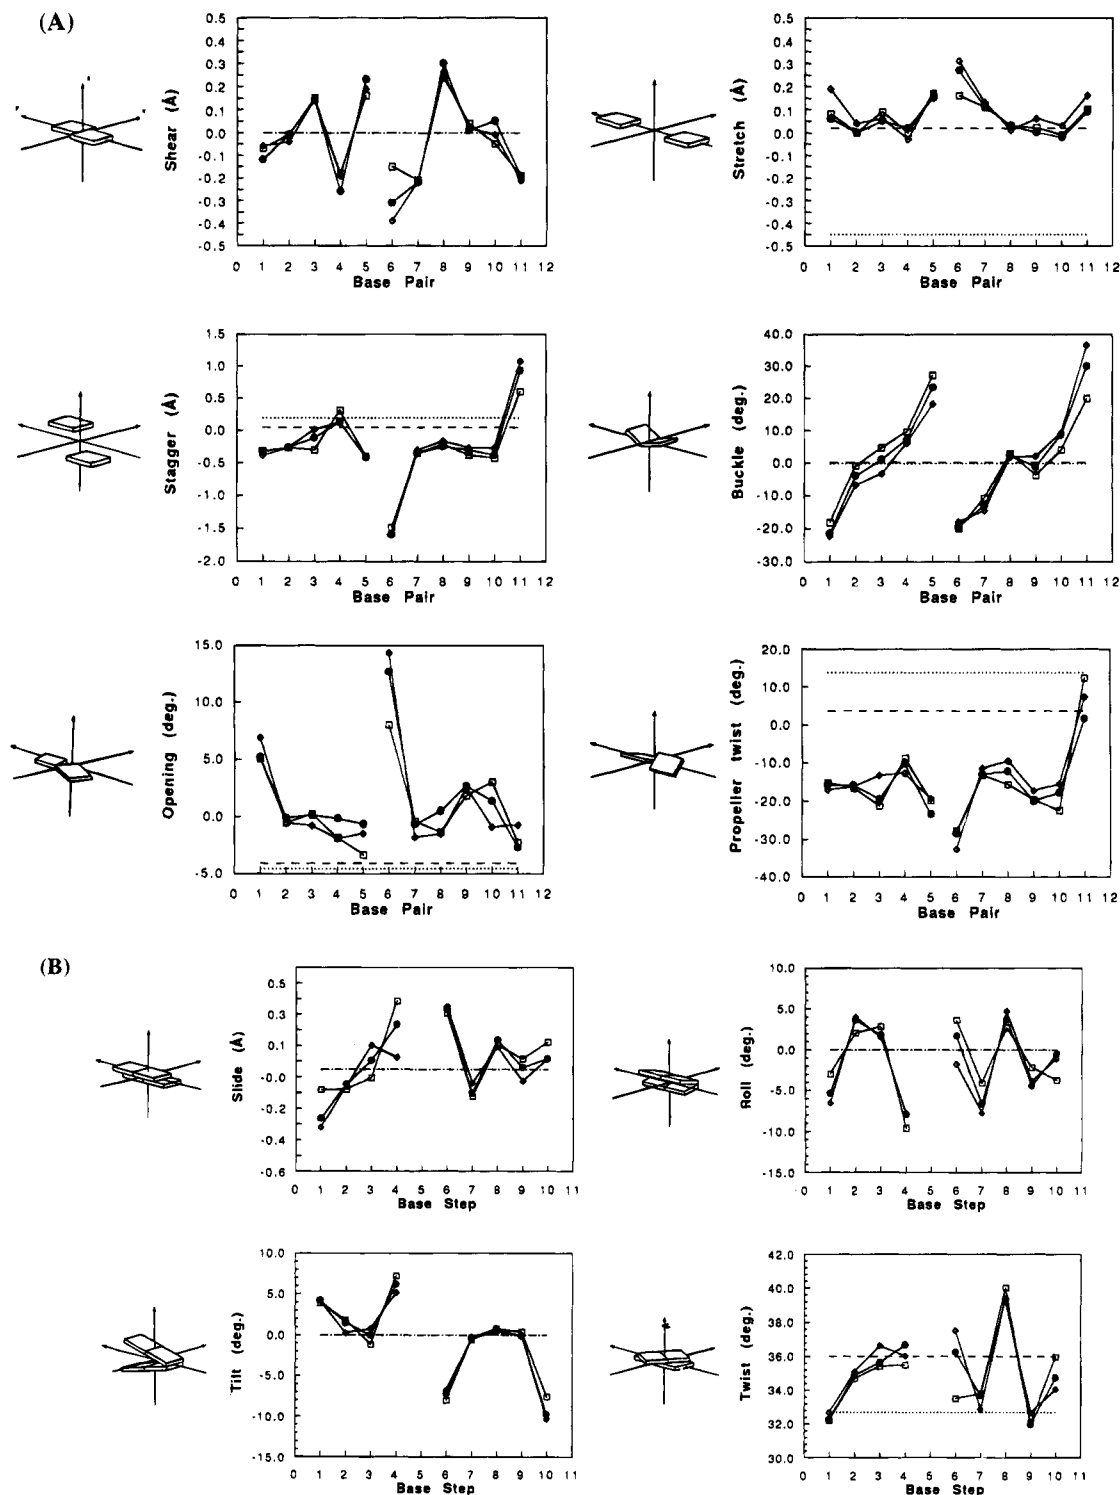 (A)
0.5
0.4
0.3
0.2
0.1
0.0
-0.1
-0.2
-0.3
-0.4
-0.5
Shear (Å)
0 1 2 3 4 5 6 7 8 9 10 11 12
Base Pair
0.5
0.4
0.3
0.2
0.1
0.0
-0.1
-0.2
-0.3
-0.4
-0.5
Stretch (Å)
0 1 2 3 4 5 6 7 8 9 10 11 12
Base Pair
1.5
1.0
0.5
0.0
-0.5
-1.0
-1.5
-2.0
Stagger (Å)
0 1 2 3 4 5 6 7 8 9 10 11 12
Base Pair
40.0
30.0
20.0
10.0
0.0
-10.0
-20.0
-30.0
Buckle (deg.)
0 1 2 3 4 5 6 7 8 9 10 11 12
Base Pair
15.0
10.0
5.0
0.0
-5.0
Opening (deg.)
0 1 2 3 4 5 6 7 8 9 10 11 12
Base Pair
20.0
10.0
0.0
-10.0
-20.0
-30.0
-40.0
Propeller twist (deg.)
0 1 2 3 4 5 6 7 8 9 10 11 12
Base Pair
(B)
0.5
0.3
0.1
-0.0
-0.2
-0.4
-0.6
Slide (Å)
0 1 2 3 4 5 6 7 8 9 10 11
Base Step
10.0
5.0
0.0
-5.0
-10.0
-15.0
Roll (deg.)
0 1 2 3 4 5 6 7 8 9 10 11
Base Step
10.0
5.0
0.0
-5.0
-10.0
-15.0
Tilt (deg.)
0 1 2 3 4 5 6 7 8 9 10 11
Base Step
42.0
40.0
38.0
36.0
34.0
32.0
30.0
Twist (deg.)
0 1 2 3 4 5 6 7 8 9 10 11
Base Step